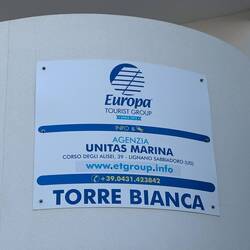 Europa
TOURIST GROUP
INFO &
AGENZIA
UNITAS MARINA
CORSO DEGLI ALISEI, 39 - LIGNANO SABBIADORO (UD)
www.etgroup.info
+39.0431.423842
TORRE BIANCA